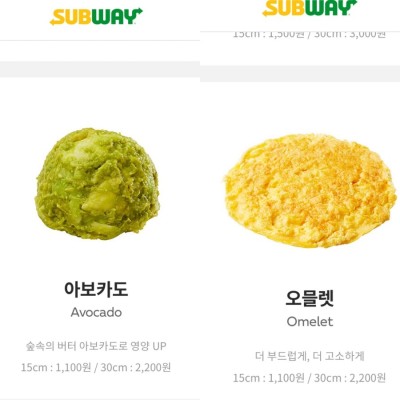 SUBWAY
아보카도
Avocado
숲속의 버터 아보카도로 영양 UP
15cm : 1,100원 / 30cm : 2,200원
SUBWAY
15cm : 1,500원 / 30cm : 3,000원
오믈렛
Omelet
더 부드럽게, 더 고소하게
15cm : 1,100원 / 30cm : 2,200원